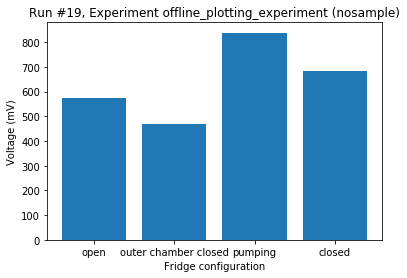 Run #19, Experiment offline_plotting_experiment (nosample)
800
700
600
500
400
300
200
100
0
Voltage (mV)
open outer chamber closed pumping closed
Fridge configuration